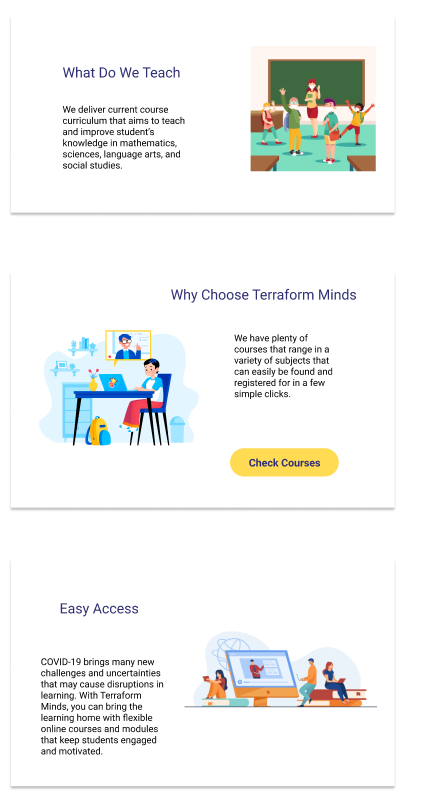 What Do We Teach
We deliver current course
curriculum that aims to teach
and improve student's
knowledge in mathematics,
sciences, language arts, and
social studies.
Why Choose Terraform Minds
We have plenty of
courses that range in a
variety of subjects that
can easily be found and
registered for in a few
simple clicks.
Check Courses
Easy Access
COVID-19 brings many new
challenges and uncertainties
that may cause disruptions in
learning. With Terraform
Minds, you can bring the
learning home with flexible
online courses and modules
that keep students engaged
and motivated.